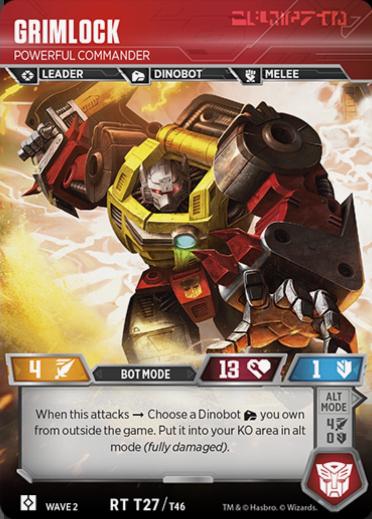 GRIMLOCK
POWERFUL COMMANDER
LEADER DINOBOT MELEE
4 BOT MODE 13 1
When this attacks → Choose a Dinobot you own
from outside the game. Put it into your KO area in alt
mode (fully damaged).
ALT
MODE
4
0
WAVE 2 RT T27/T46 TM & © Hasbro. © Wizards.